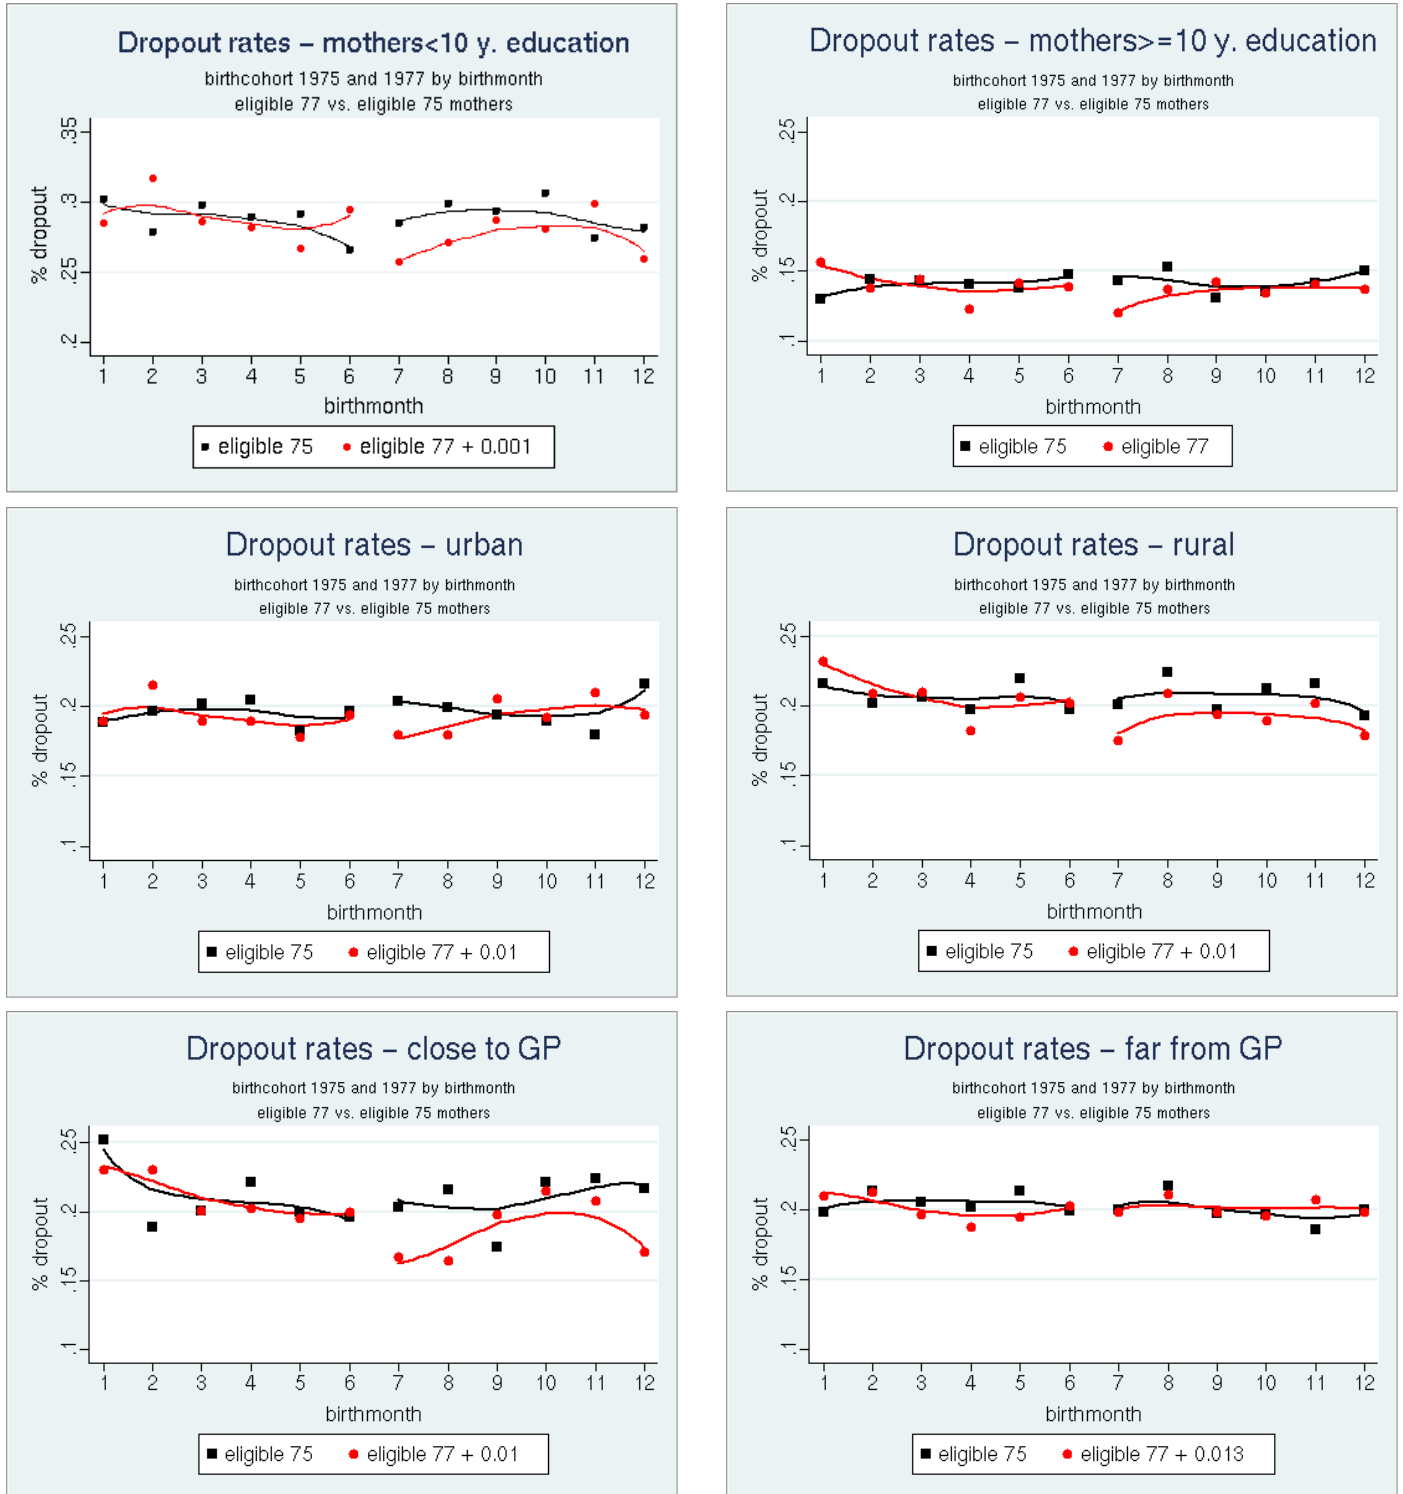 Dropout rates – mothers<10 y. education
birthcohort 1975 and 1977 by birthmonth
eligible 77 vs. eligible 75 mothers
% dropout
.35
.3
.25
.2
1 2 3 4 5 6 7 8 9 10 11 12
birthmonth
eligible 75 eligible 77 + 0.001
Dropout rates – mothers>=10 y. education
birthcohort 1975 and 1977 by birthmonth
eligible 77 vs. eligible 75 mothers
% dropout
.25
.2
.15
.1
1 2 3 4 5 6 7 8 9 10 11 12
birthmonth
eligible 75 eligible 77
Dropout rates – urban
birthcohort 1975 and 1977 by birthmonth
eligible 77 vs. eligible 75 mothers
% dropout
.25
.2
.15
.1
1 2 3 4 5 6 7 8 9 10 11 12
birthmonth
eligible 75 eligible 77 + 0.01
Dropout rates – rural
birthcohort 1975 and 1977 by birthmonth
eligible 77 vs. eligible 75 mothers
% dropout
.25
.2
.15
.1
1 2 3 4 5 6 7 8 9 10 11 12
birthmonth
eligible 75 eligible 77 + 0.01
Dropout rates – close to GP
birthcohort 1975 and 1977 by birthmonth
eligible 77 vs. eligible 75 mothers
% dropout
.25
.2
.15
.1
1 2 3 4 5 6 7 8 9 10 11 12
birthmonth
eligible 75 eligible 77 + 0.01
Dropout rates – far from GP
birthcohort 1975 and 1977 by birthmonth
eligible 77 vs. eligible 75 mothers
% dropout
.25
.2
.15
.1
1 2 3 4 5 6 7 8 9 10 11 12
birthmonth
eligible 75 eligible 77 + 0.013